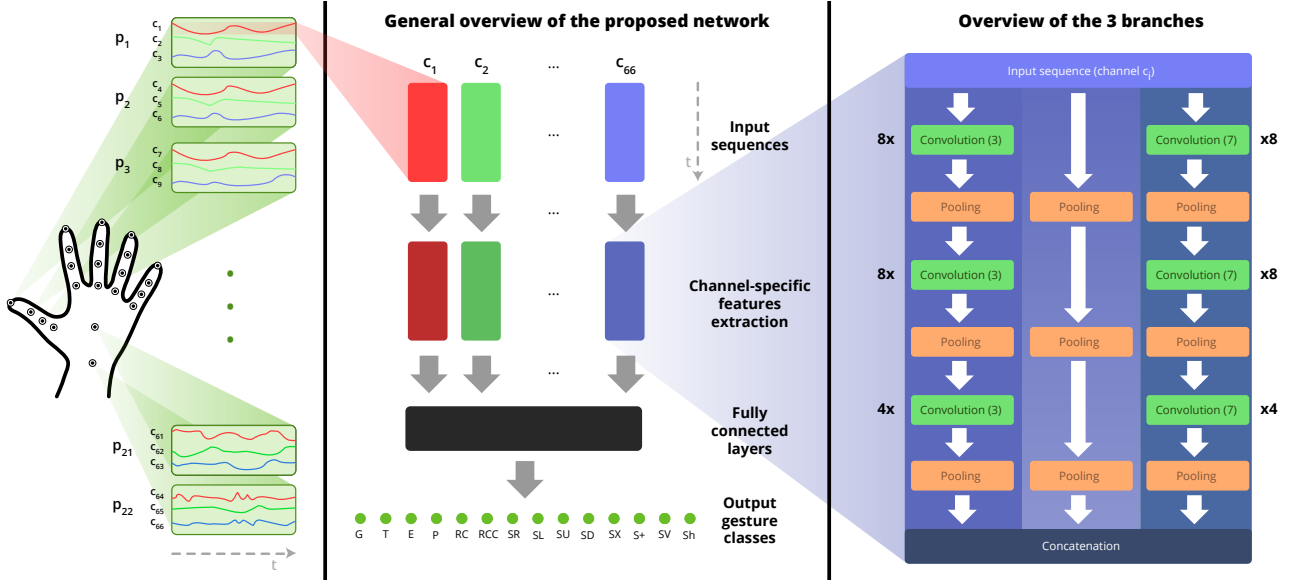 p1
c1
c2
c3
p2
c4
c5
c6
p3
c7
c8
c9
p21
c61
c62
c63
p22
c64
c65
c66
t
General overview of the proposed network
c1 c2 ... c66
...
Input
sequences
t
...
...
Channel-specific
features
extraction
...
Fully
connected
layers
Output
gesture
classes
G T E P RC RCC SR SL SU SD SX S+ SV Sh
Overview of the 3 branches
Input sequence (channel ci)
8x Convolution (3) Convolution (7) x8
Pooling Pooling Pooling
8x Convolution (3) Convolution (7) x8
Pooling Pooling Pooling
4x Convolution (3) Convolution (7) x4
Pooling Pooling Pooling
Concatenation